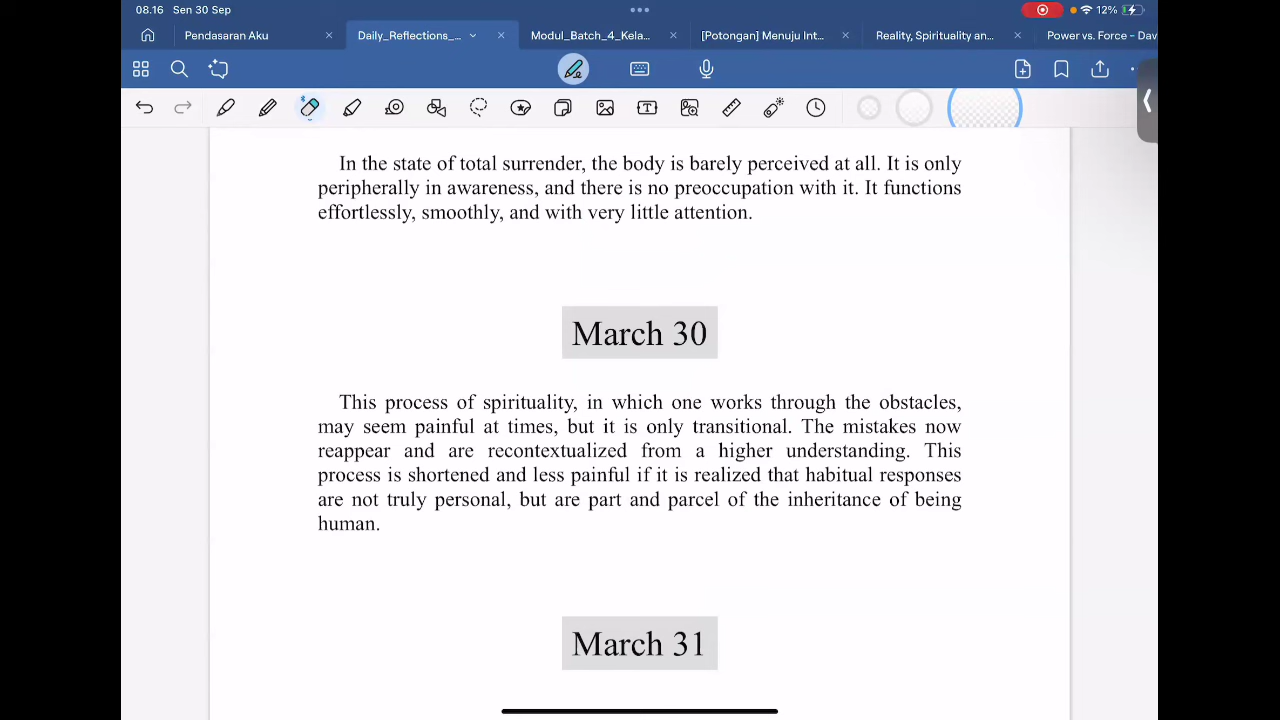 08.16 Sen 30 Sep
12%
Pendasaran Aku
Daily_Reflections_...
Modul_Batch_4_Kela...
[Potongan] Menuju Int...
Reality, Spirituality an...
Power vs. Force – Dav
In the state of total surrender, the body is barely perceived at all. It is only
peripherally in awareness, and there is no preoccupation with it. It functions
effortlessly, smoothly, and with very little attention.
March 30
This process of spirituality, in which one works through the obstacles,
may seem painful at times, but it is only transitional. The mistakes now
reappear and are recontextualized from a higher understanding. This
process is shortened and less painful if it is realized that habitual responses
are not truly personal, but are part and parcel of the inheritance of being
human.
March 31